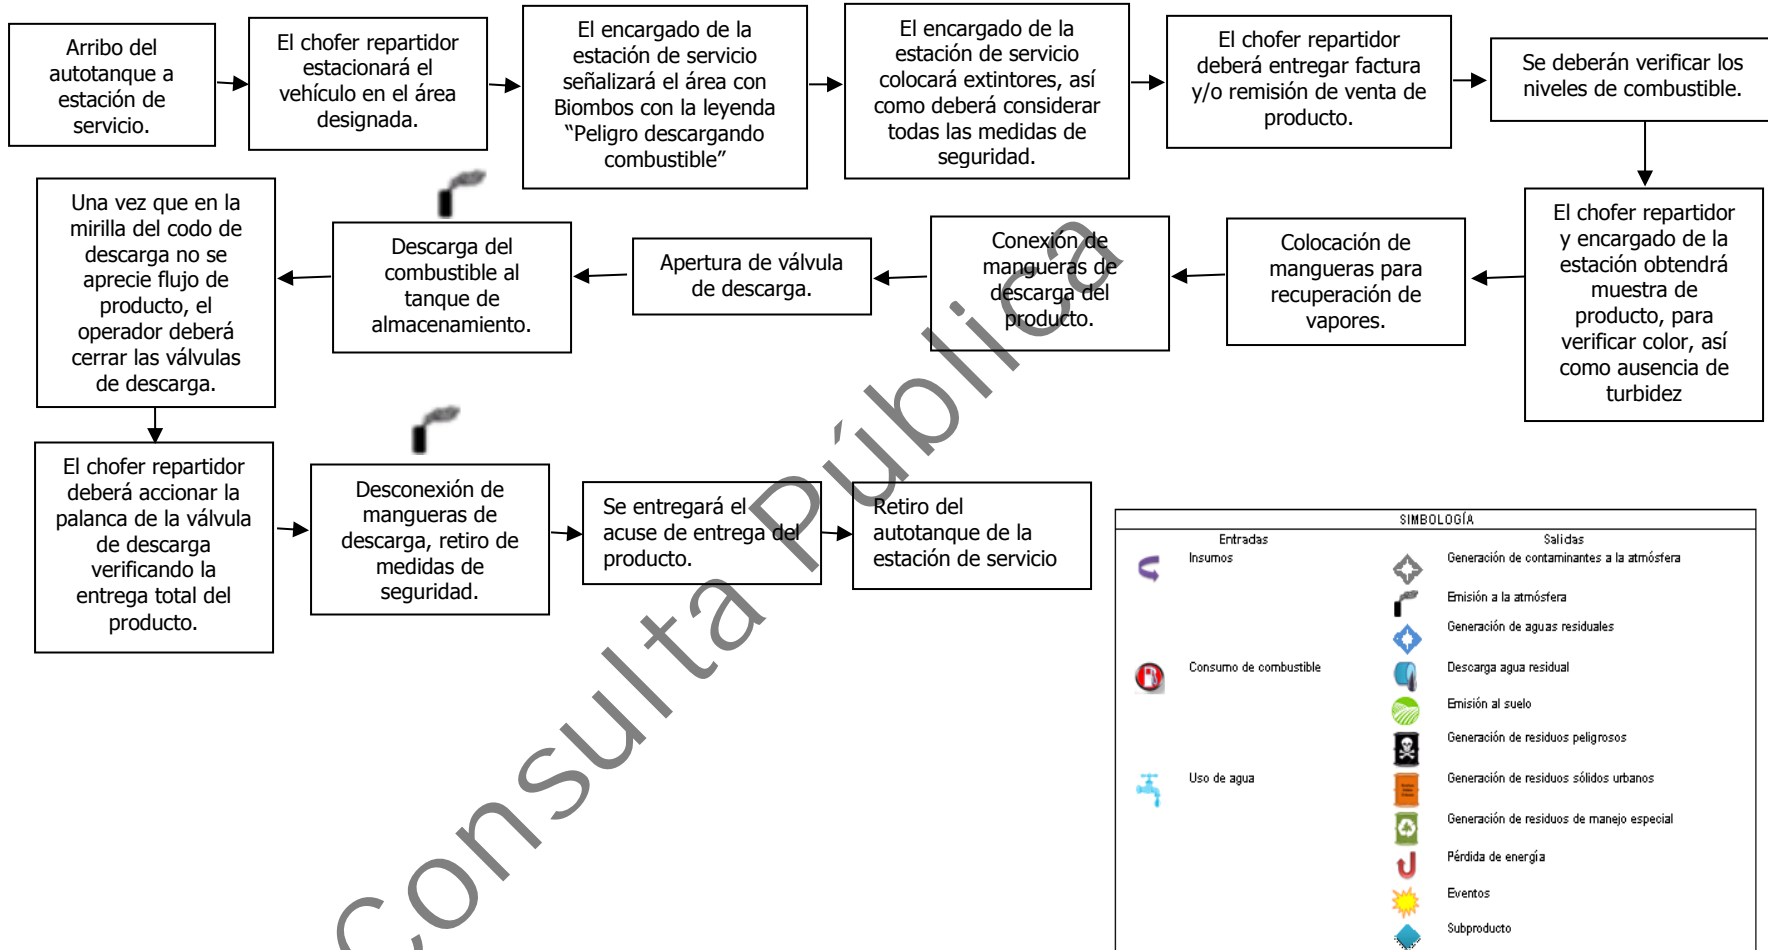 Arribo del
autotanque a
estación de
servicio.
El chofer repartidor
estacionará el
vehículo en el área
designada.
El encargado de la
estación de servicio
señalizará el área con
Biombos con la leyenda
“Peligro descargando
combustible”
El encargado de la
estación de servicio
colocará extintores, así
como deberá considerar
todas las medidas de
seguridad.
El chofer repartidor
deberá entregar factura
y/o remisión de venta de
producto.
Se deberán verificar los
niveles de combustible.
El chofer repartidor
y encargado de la
estación obtendrá
muestra de
producto, para
verificar color, así
como ausencia de
turbidez
Colocación de
mangueras para
recuperación de
vapores.
Conexión de
mangueras de
descarga del
producto.
Apertura de válvula
de descarga.
Descarga del
combustible al
tanque de
almacenamiento.
Una vez que en la
mirilla del codo de
descarga no se
aprecie flujo de
producto, el
operador deberá
cerrar las válvulas
de descarga.
El chofer repartidor
deberá accionar la
palanca de la válvula
de descarga
verificando la
entrega total del
producto.
Desconexión de
mangueras de
descarga, retiro de
medidas de
seguridad.
Se entregará el
acuse de entrega del
producto.
Retiro del
autotanque de la
estación de servicio
Consulta Pública
SIMBOLOGÍA
Entradas
Salidas
Insumos
Generación de contaminantes a la atmósfera
Emisión a la atmósfera
Generación de aguas residuales
Consumo de combustible
Descarga agua residual
Emisión al suelo
Generación de residuos peligrosos
Uso de agua
Generación de residuos sólidos urbanos
Generación de residuos de manejo especial
Pérdida de energía
Eventos
Subproducto